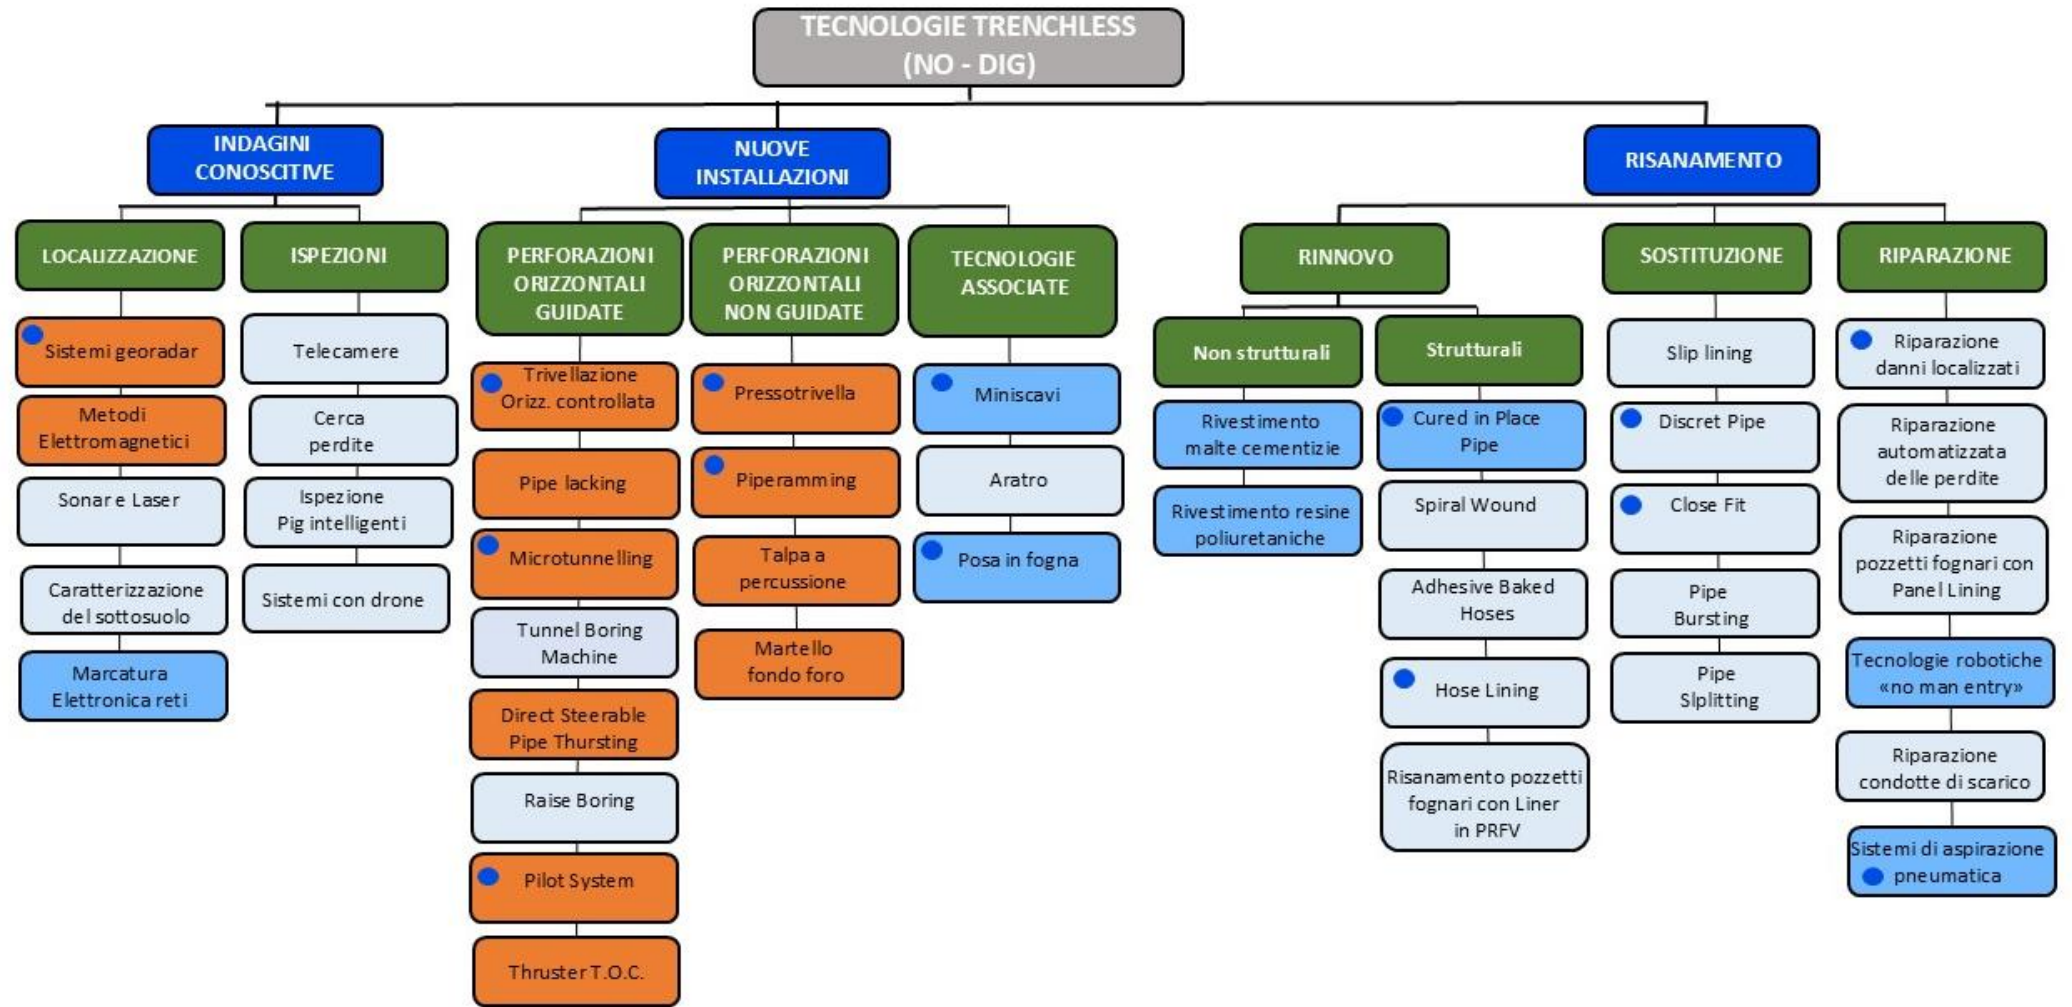 TECNOLOGIE TRENCHLESS
(NO - DIG)
INDAGINI
CONOSCITIVE
NUOVE
INSTALLAZIONI
RISANAMENTO
LOCALIZZAZIONE
Sistemi georadar
Metodi
Elettromagnetici
Sonar e Laser
Caratterizzazione
del sottosuolo
Marcatura
Elettronica reti
ISPEZIONI
Telecamere
Cerca
perdite
Ispezione
Pig intelligenti
Sistemi con drone
PERFORAZIONI
ORIZZONTALI
GUIDATE
Trivellazione
Orizz. controllata
Pipe lacking
Microtunnelling
Tunnel Boring
Machine
Direct Steerable
Pipe Thursting
Raise Boring
Pilot System
Thruster T.O.C.
PERFORAZIONI
ORIZZONTALI
NON GUIDATE
Pressotrivella
Piperamming
Talpa a
percussione
Martello
fondo foro
TECNOLOGIE
ASSOCIATE
Miniscavi
Aratro
Posa in fogna
RINNOVO
Non strutturali
Rivestimento
malte cementizie
Rivestimento resine
poliuretaniche
Strutturali
Cured in Place
Pipe
Spiral Wound
Adhesive Baked
Hoses
Hose Lining
Risanamento pozzetti
fognari con Liner
in PRFV
SOSTITUZIONE
Slip lining
Discret Pipe
Close Fit
Pipe
Bursting
Pipe
Slplitting
RIPARAZIONE
Riparazione
danni localizzati
Riparazione
automatizzata
delle perdite
Riparazione
pozzetti fognari con
Panel Lining
Tecnologie robotiche
«no man entry»
Riparazione
condotte di scarico
Sistemi di aspirazione
pneumatica